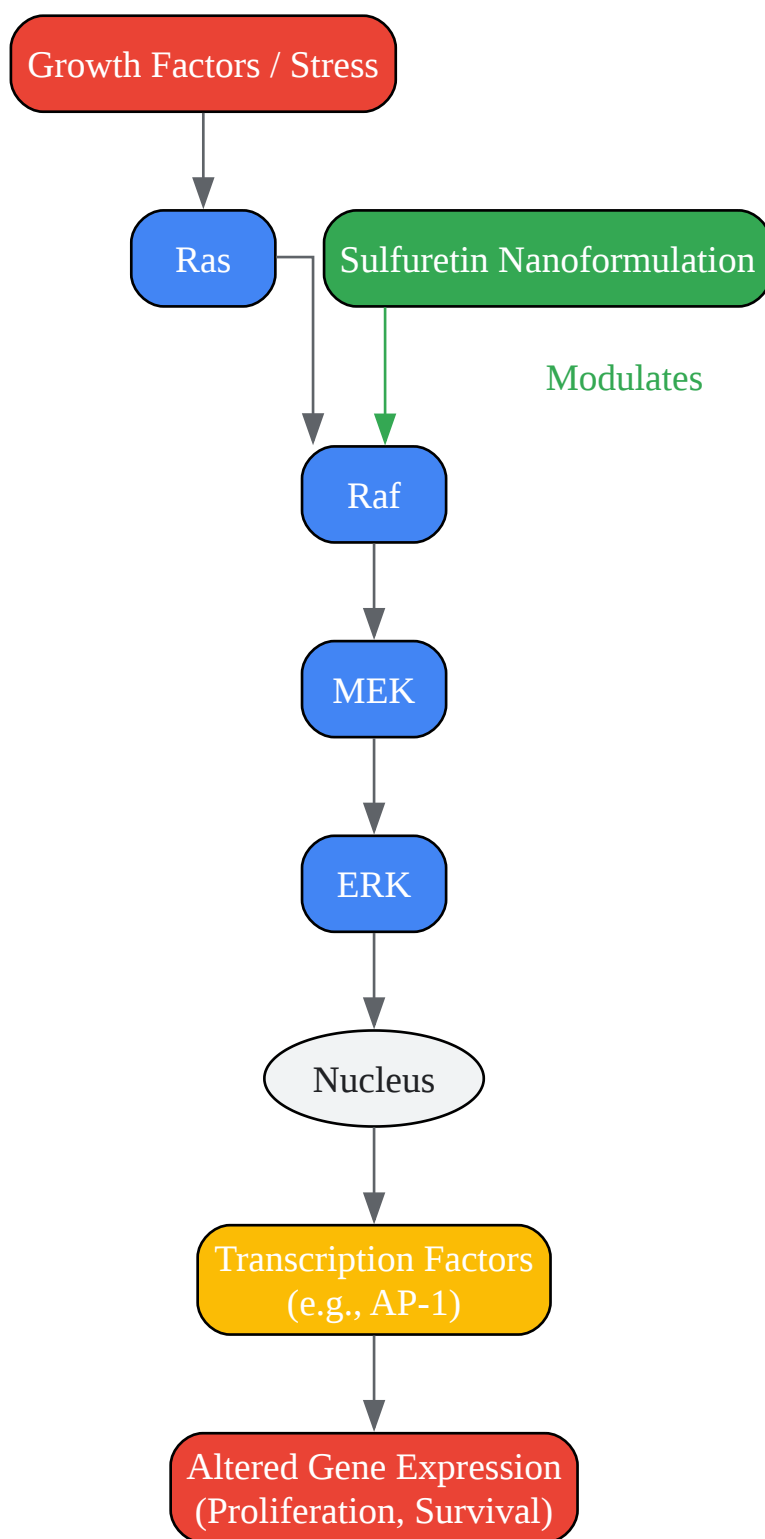 Growth Factors / Stress
Ras
Sulfuretin Nanoformulation
Modulates
Raf
MEK
ERK
Nucleus
Transcription Factors
(e.g., AP-1)
Altered Gene Expression
(Proliferation, Survival)